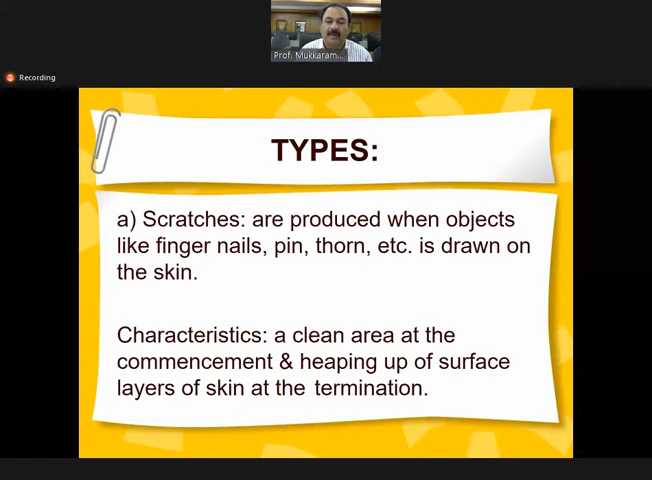 Prof. Mukkaram...
Recording
TYPES:
a) Scratches: are produced when objects
like finger nails, pin, thorn, etc. is drawn on
the skin.
Characteristics: a clean area at the
commencement & heaping up of surface
layers of skin at the termination.